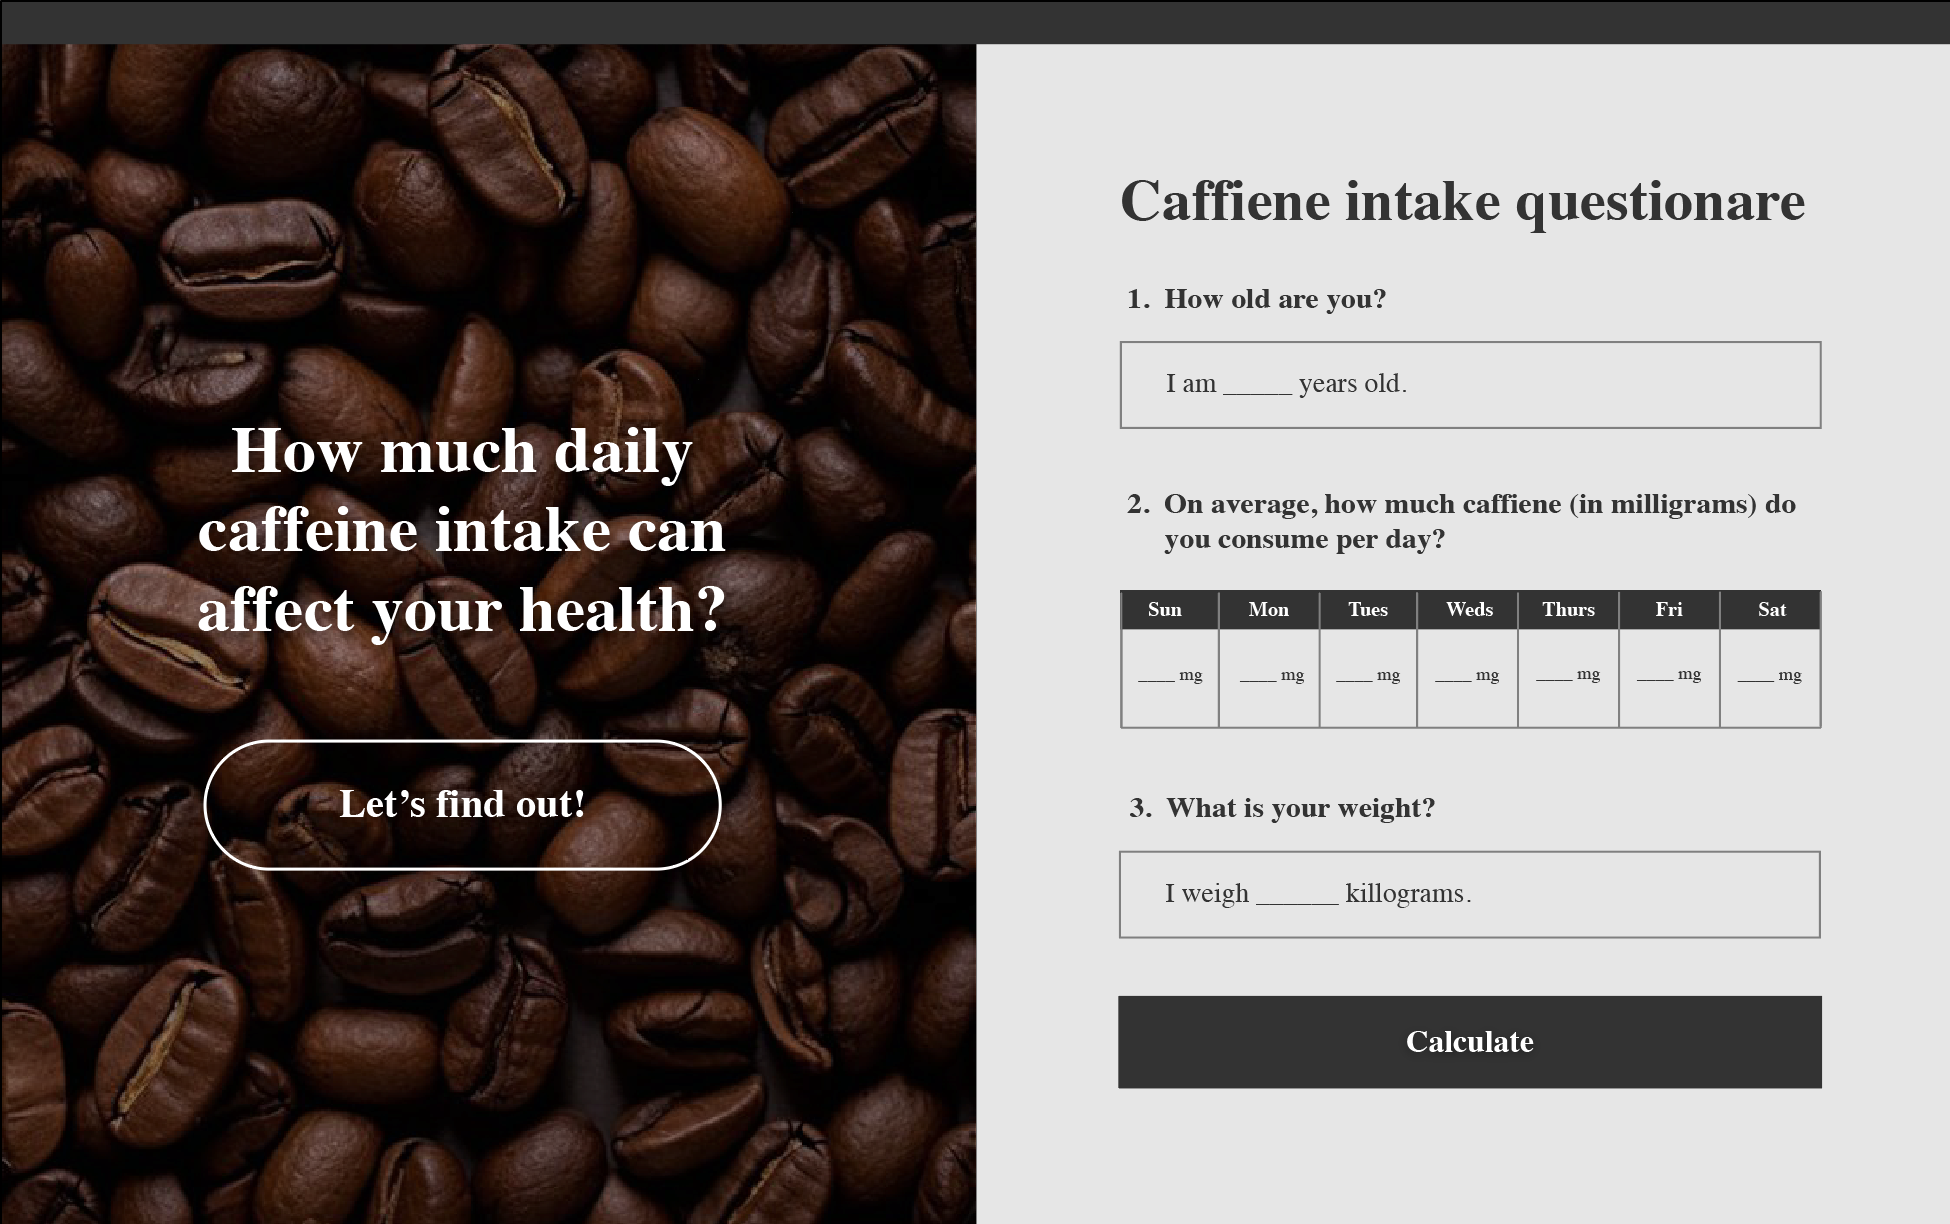 How much daily
caffeine intake can
affect your health?
Let’s find out!
Caffiene intake questionare
1. How old are you?
I am _____ years old.
2. On average, how much caffiene (in milligrams) do
you consume per day?
Sun Mon Tues Weds Thurs Fri Sat
____ mg ____ mg ____ mg ____ mg ____ mg ____ mg ____ mg
3. What is your weight?
I weigh ______ killograms.
Calculate